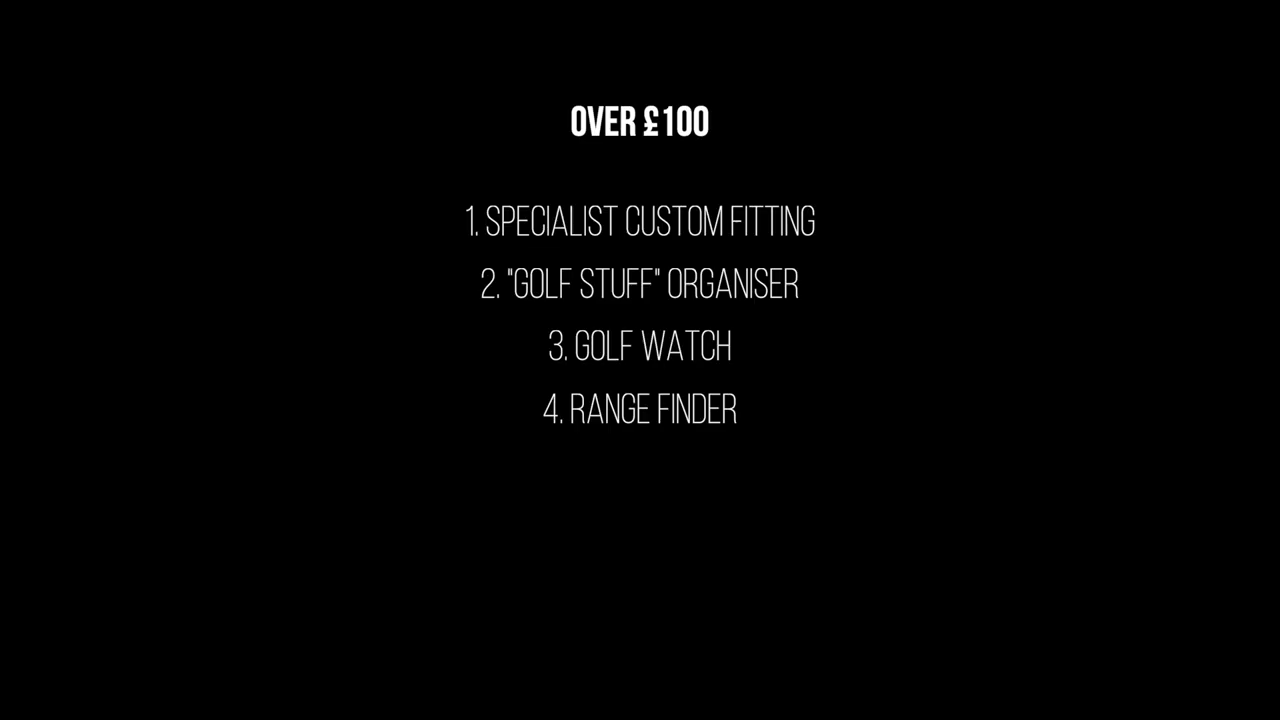 OVER £100
1. SPECIALIST CUSTOM FITTING
2. "GOLF STUFF" ORGANISER
3. GOLF WATCH
4. RANGE FINDER